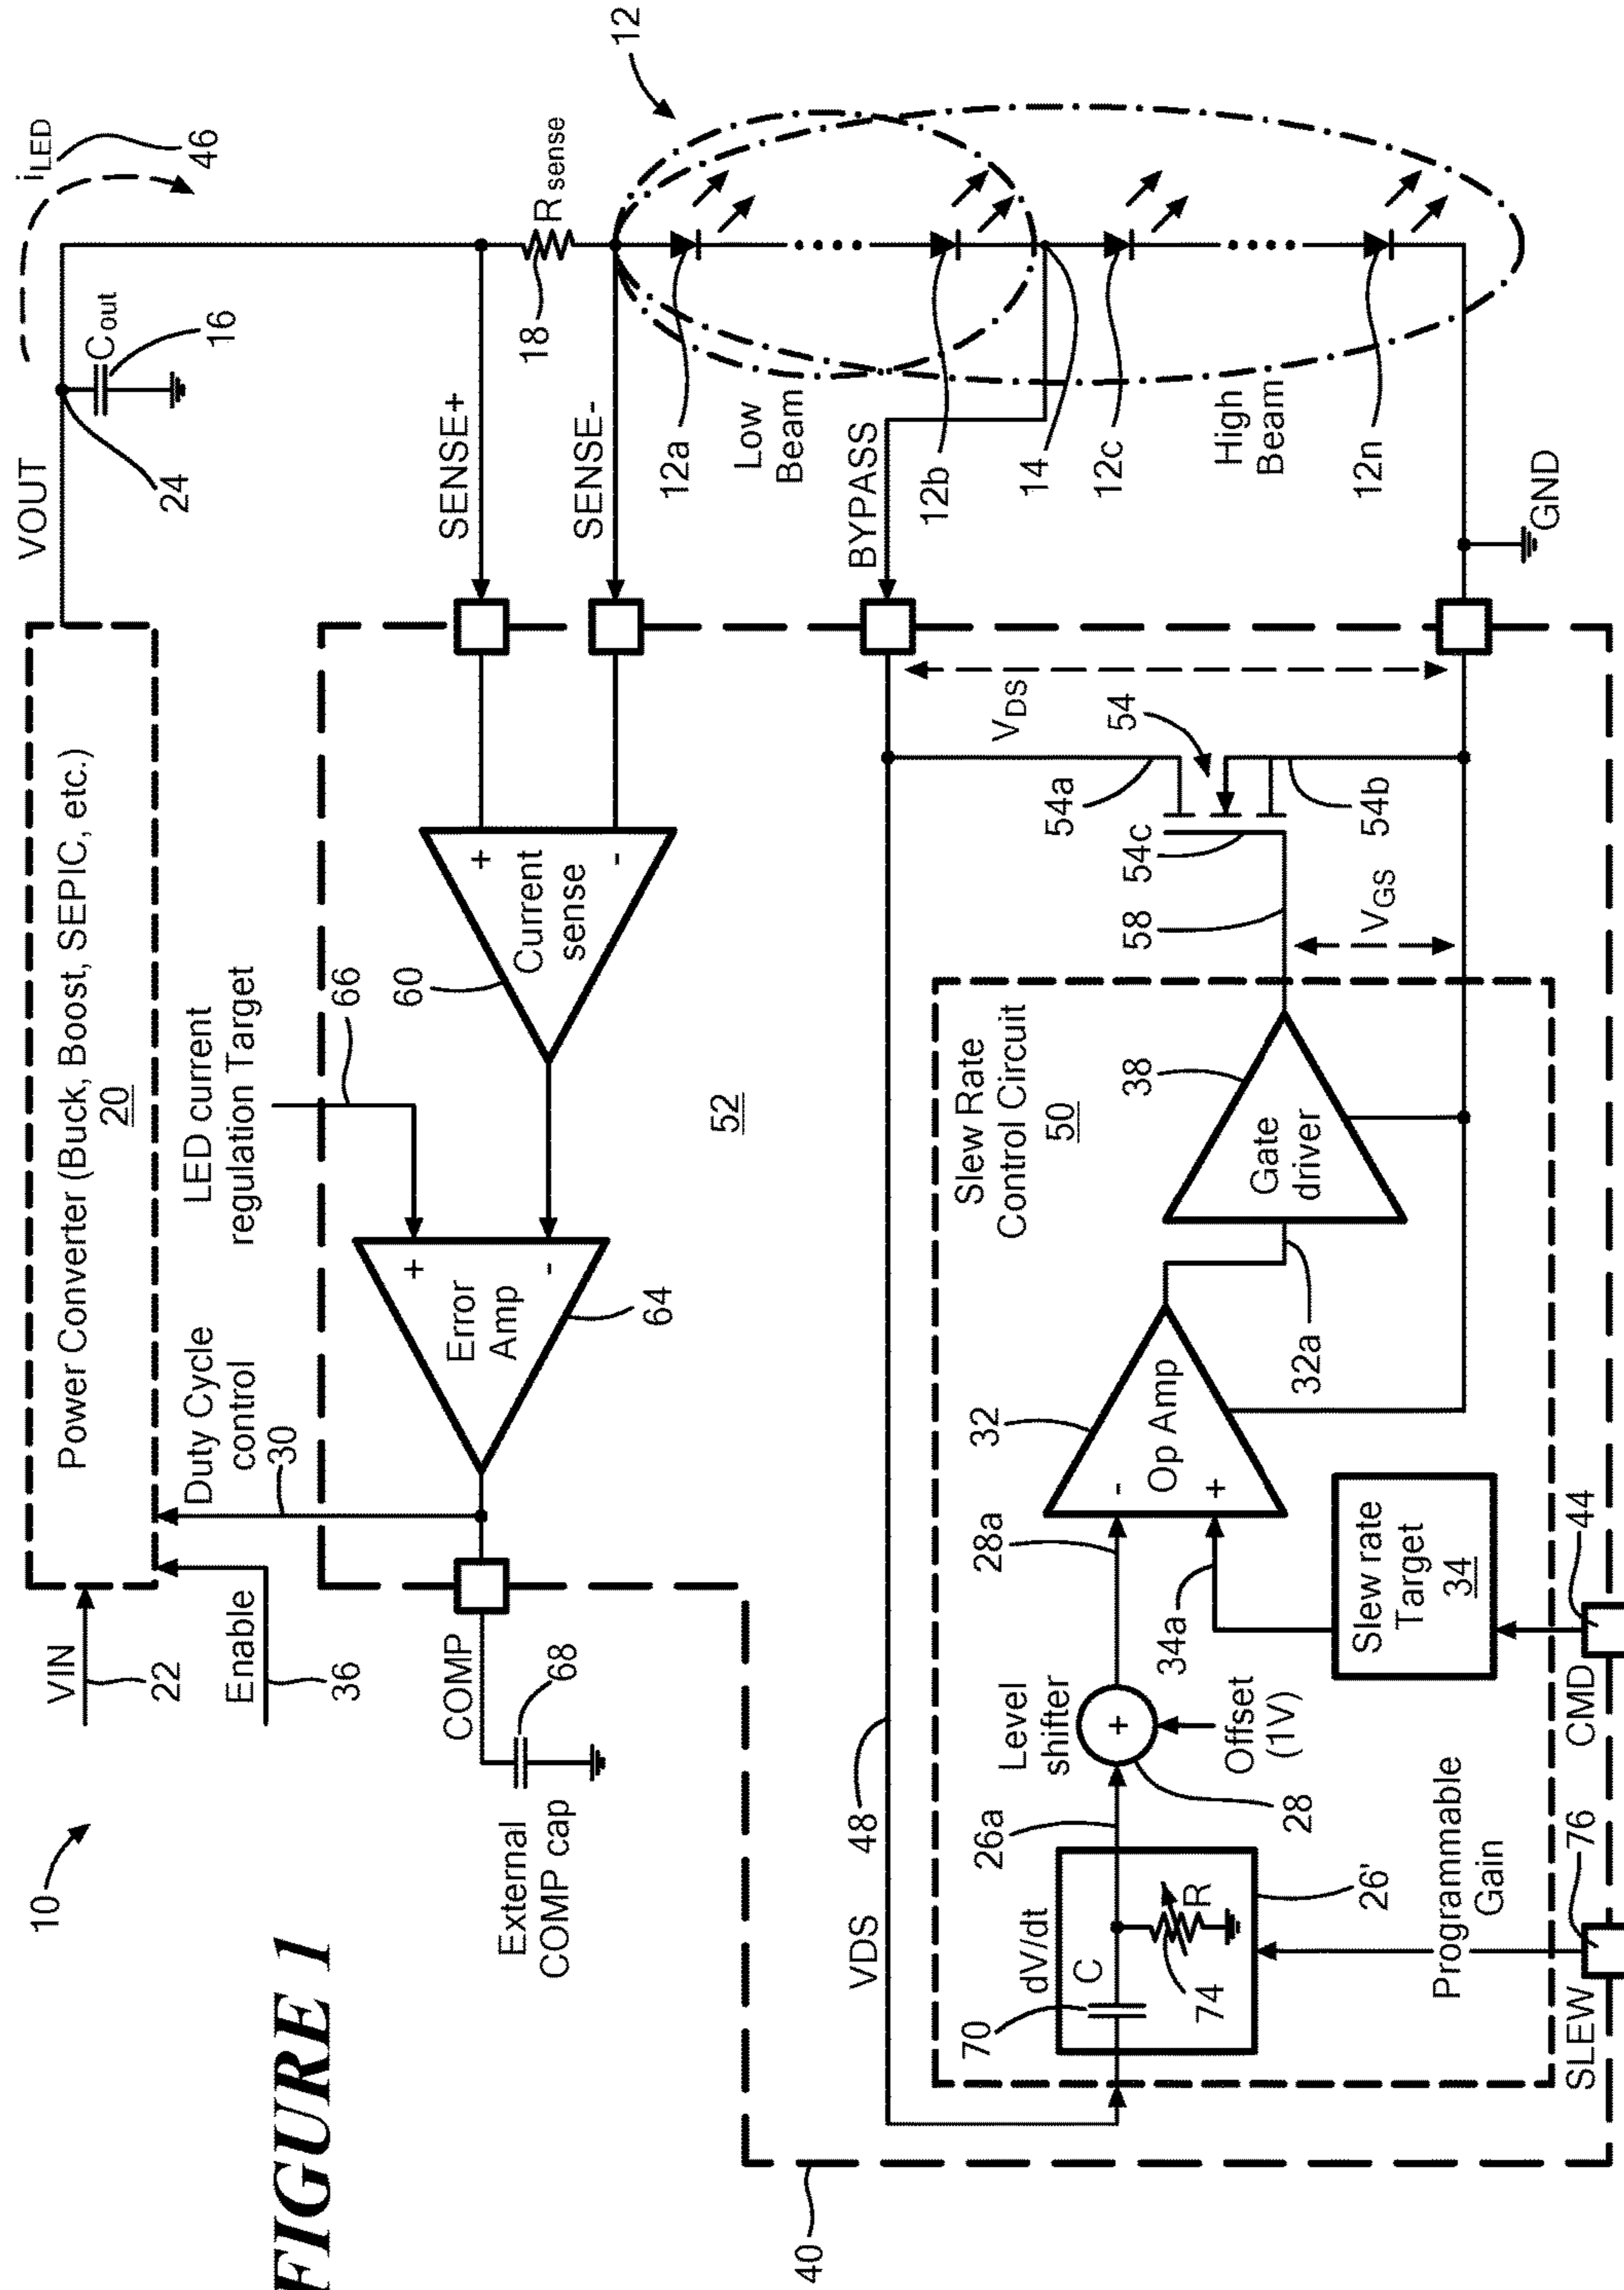 FIGURE 1
10
VIN
22
Enable
36
Power Converter (Buck, Boost, SEPIC, etc.)
20
VOUT
24
Cout
16
iLED
46
Duty Cycle
control
30
LED current
regulation Target
66
COMP
68
External
COMP cap
Error
Amp
+
-
64
60
Current
sense
+
-
52
SENSE+
SENSE-
18
Rsense
12
12a
Low
Beam
12b
BYPASS
14
12c
High
Beam
12n
GND
40
VDS
48
VDS
54
54a
54b
54c
58
VGS
Slew Rate
Control Circuit
50
dV/dt
70
C
74
R
26'
26a
Level
shifter
+
28
Offset
(1V)
28a
34a
32
-
Op Amp
+
32a
38
Gate
driver
Slew rate
Target
34
Programmable
Gain
SLEW
76
CMD
44